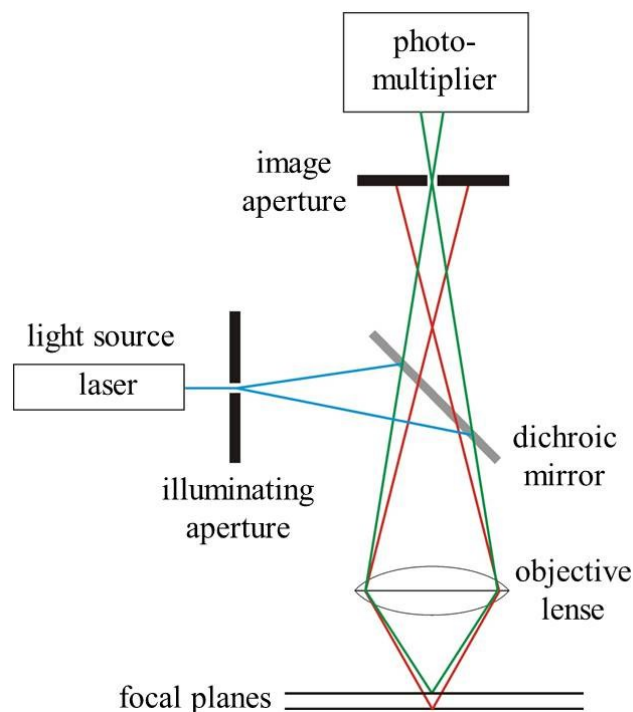 photo-
multiplier
image
aperture
light source
laser
illuminating
aperture
dichroic
mirror
objective
lense
focal planes